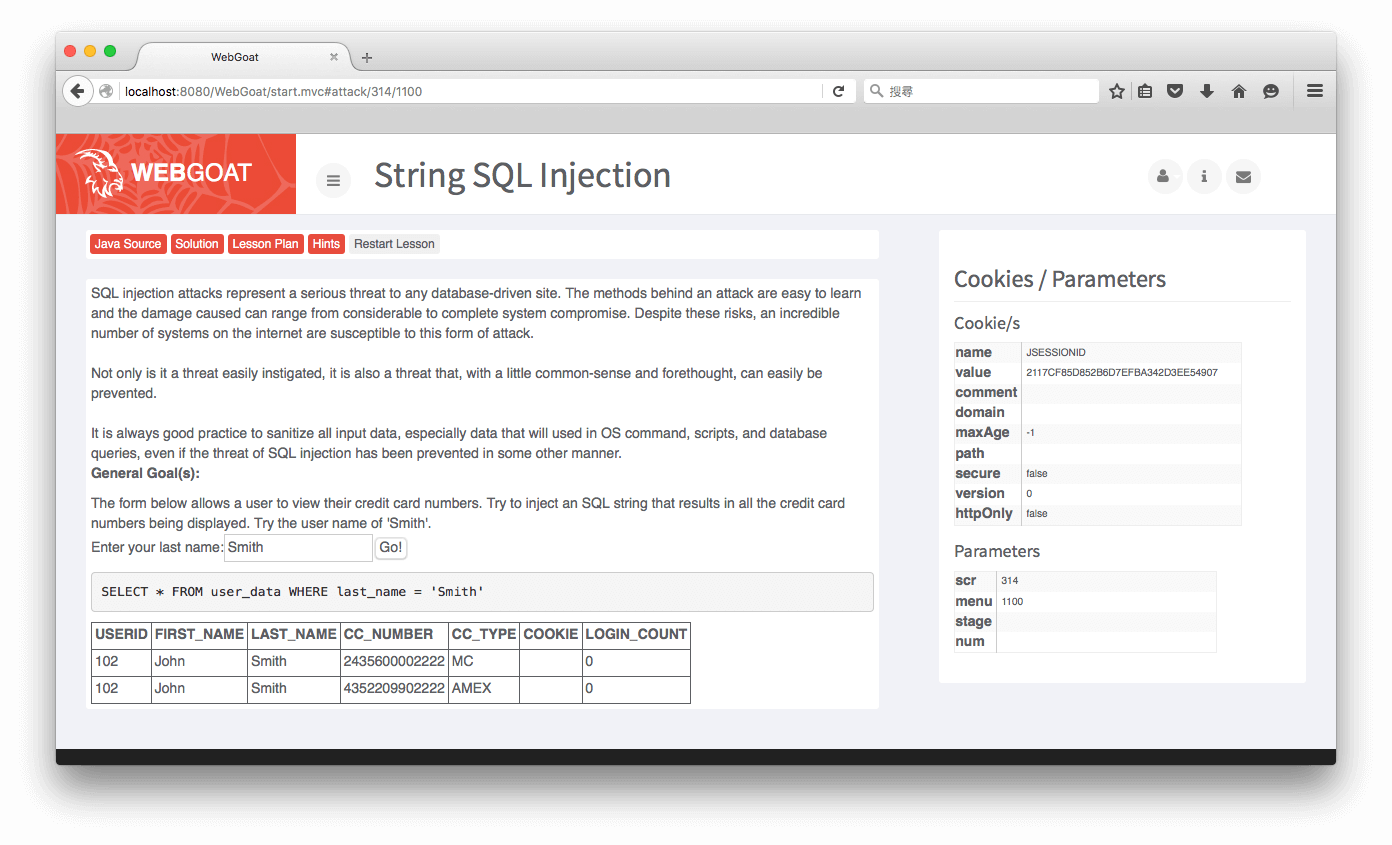 WebGoat
localhost:8080/WebGoat/start.mvc#attack/314/1100
搜尋
WEBGOAT
String SQL Injection
Java Source Solution Lesson Plan Hints Restart Lesson
SQL injection attacks represent a serious threat to any database-driven site. The methods behind an attack are easy to learn
and the damage caused can range from considerable to complete system compromise. Despite these risks, an incredible
number of systems on the internet are susceptible to this form of attack.
Not only is it a threat easily instigated, it is also a threat that, with a little common-sense and forethought, can easily be
prevented.
It is always good practice to sanitize all input data, especially data that will used in OS command, scripts, and database
queries, even if the threat of SQL injection has been prevented in some other manner.
General Goal(s):
The form below allows a user to view their credit card numbers. Try to inject an SQL string that results in all the credit card
numbers being displayed. Try the user name of 'Smith'.
Enter your last name: Smith Go!
SELECT * FROM user_data WHERE last_name = 'Smith'
USERID FIRST_NAME LAST_NAME CC_NUMBER CC_TYPE COOKIE LOGIN_COUNT
102 John Smith 2435600002222 MC 0
102 John Smith 4352209902222 AMEX 0
Cookies / Parameters
Cookie/s
name JSESSIONID
value 2117CF85D852B6D7EFBA342D3EE54907
comment
domain
maxAge -1
path
secure false
version 0
httpOnly false
Parameters
scr 314
menu 1100
stage
num